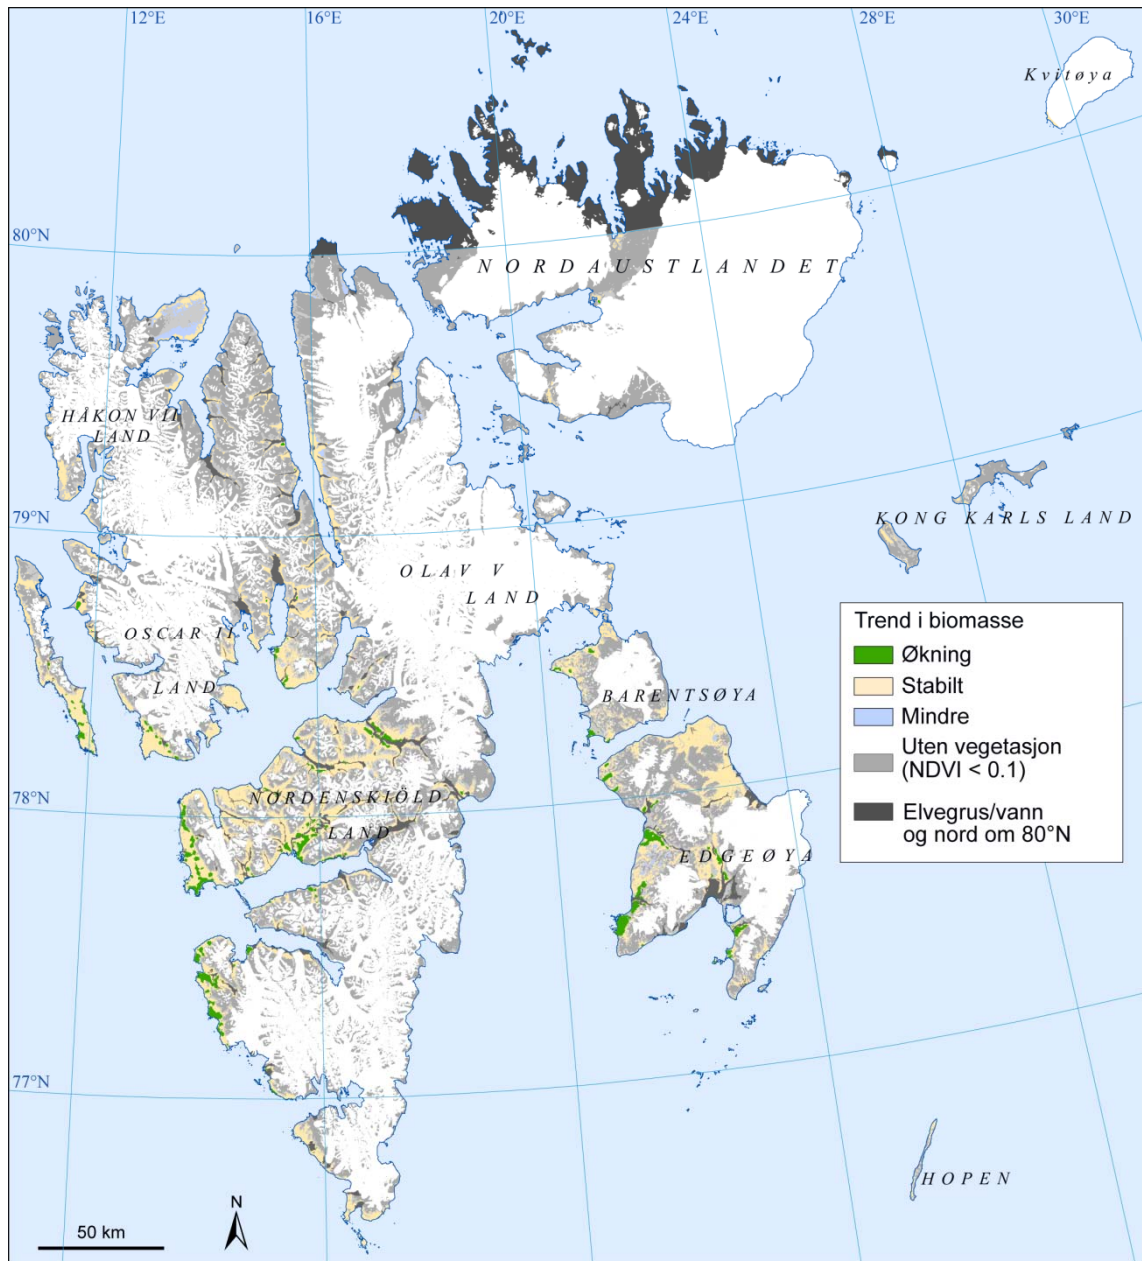 12°E
16°E
20°E
24°E
28°E
30°E
Kvitøya
80°N
NORDAUSTLANDET
HÅKON VII
LAND
79°N
KONG KARLS LAND
OLAV V
LAND
OSCAR II
LAND
BARENTSØYA
Trend i biomasse
Økning
Stabilt
Mindre
Uten vegetasjon
(NDVI < 0.1)
Elvegrus/vann
og nord om 80°N
78°N
NORDENSKIÖLD
LAND
EDGEØYA
77°N
HOPEN
N
50 km